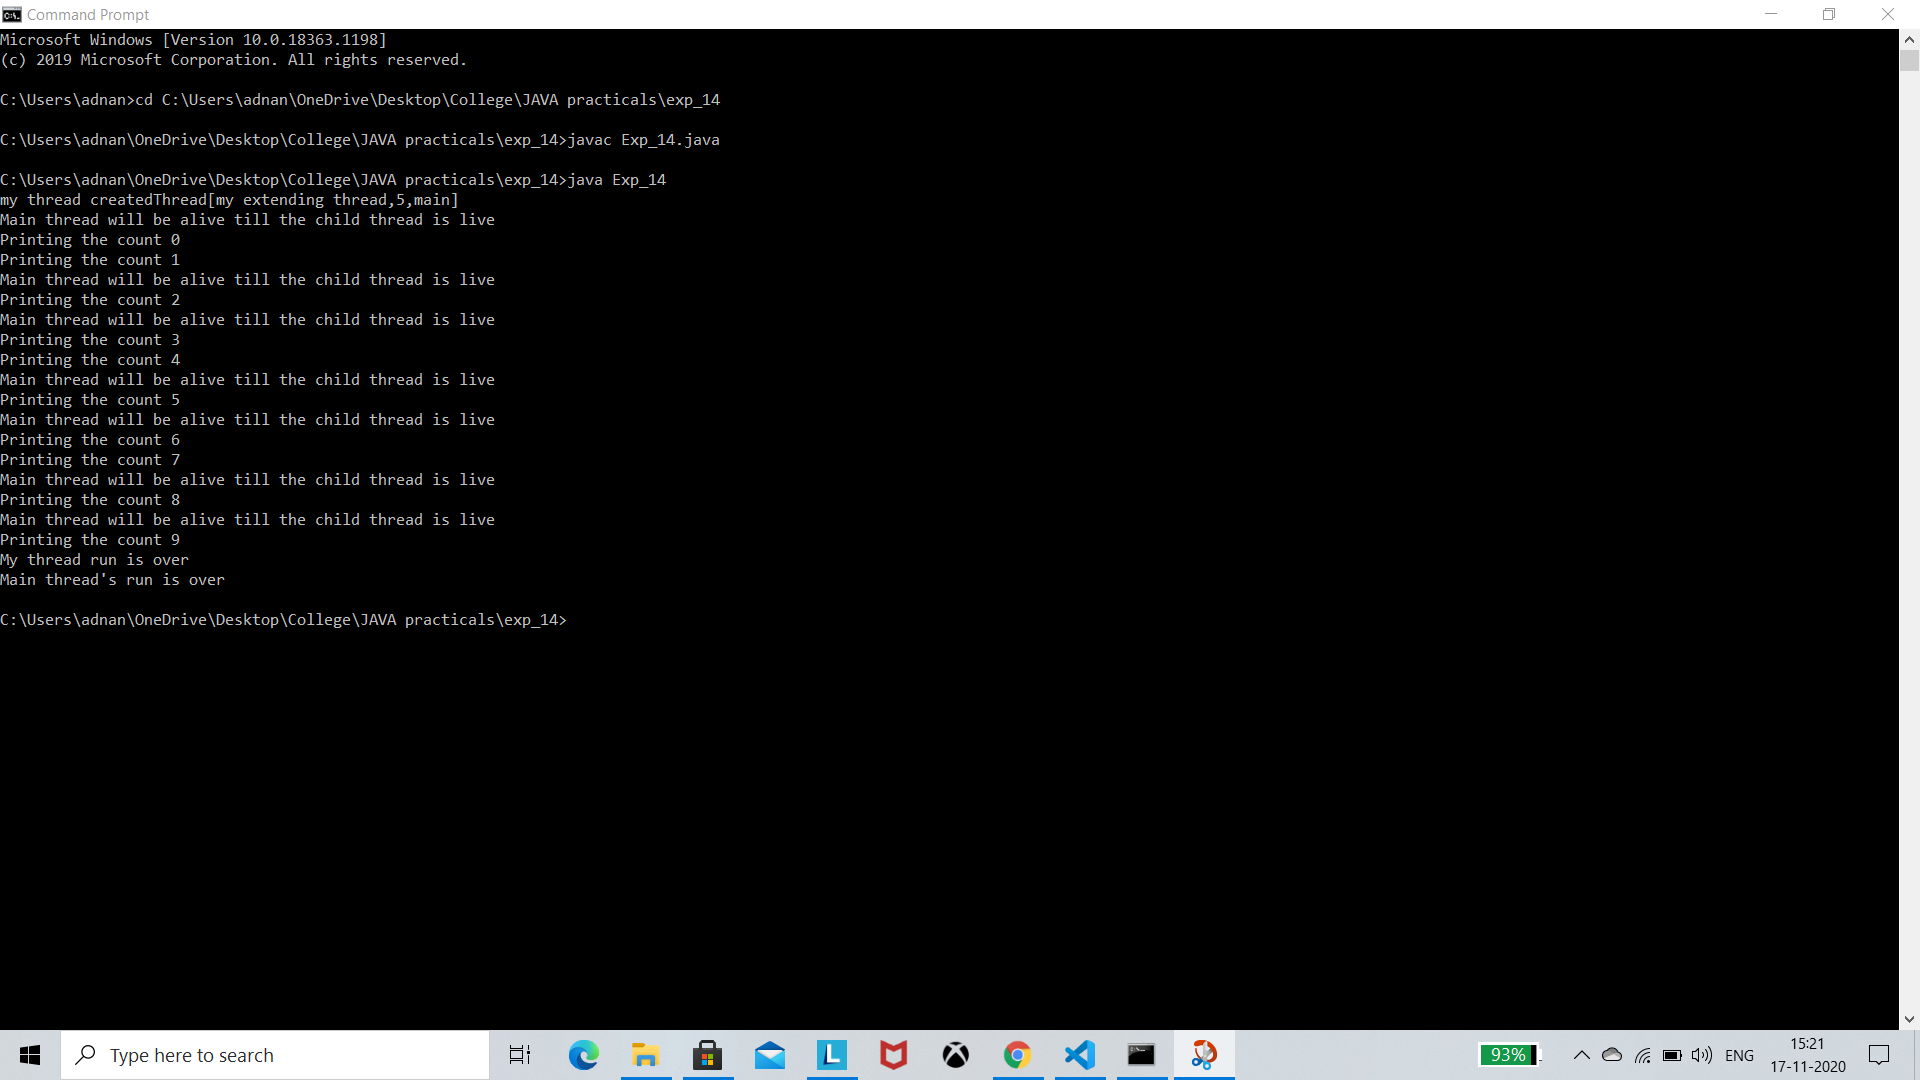 Command Prompt
Microsoft Windows [Version 10.0.18363.1198]
(c) 2019 Microsoft Corporation. All rights reserved.
C:\Users\adnan>cd C:\Users\adnan\OneDrive\Desktop\College\JAVA practicals\exp_14
C:\Users\adnan\OneDrive\Desktop\College\JAVA practicals\exp_14>javac Exp_14.java
C:\Users\adnan\OneDrive\Desktop\College\JAVA practicals\exp_14>java Exp_14
my thread createdThread[my extending thread,5,main]
Main thread will be alive till the child thread is live
Printing the count 0
Printing the count 1
Main thread will be alive till the child thread is live
Printing the count 2
Main thread will be alive till the child thread is live
Printing the count 3
Printing the count 4
Main thread will be alive till the child thread is live
Printing the count 5
Main thread will be alive till the child thread is live
Printing the count 6
Printing the count 7
Main thread will be alive till the child thread is live
Printing the count 8
Main thread will be alive till the child thread is live
Printing the count 9
My thread run is over
Main thread's run is over
C:\Users\adnan\OneDrive\Desktop\College\JAVA practicals\exp_14>
Type here to search
L
93%
ENG
15:21
17-11-2020